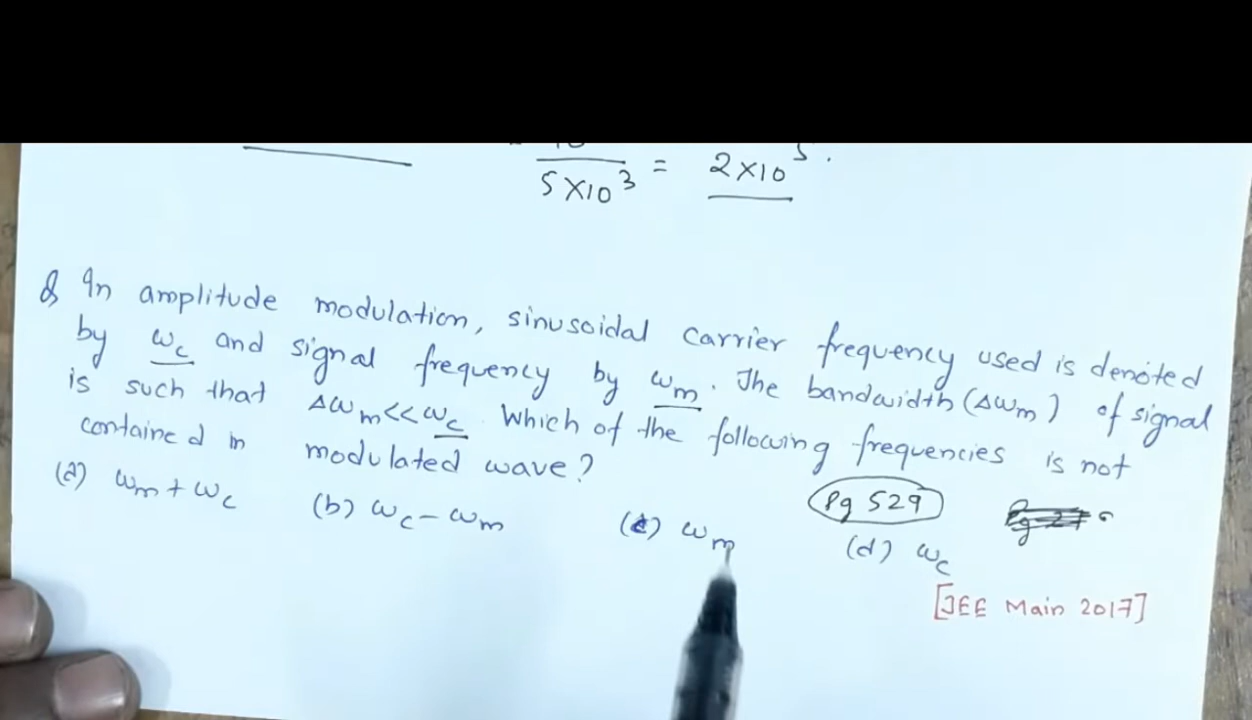 5×10³ = 2×10⁵.
Q In amplitude modulation, sinusoidal carrier frequency used is denoted
by ωc and signal frequency by ωm. The bandwidth (Δωm) of signal
is such that Δωm<<ωc. Which of the following frequencies is not
contained in modulated wave?
Pg 529
(a) ωm+ωc (b) ωc-ωm (c) ωm (d) ωc
[JEE Main 2017]